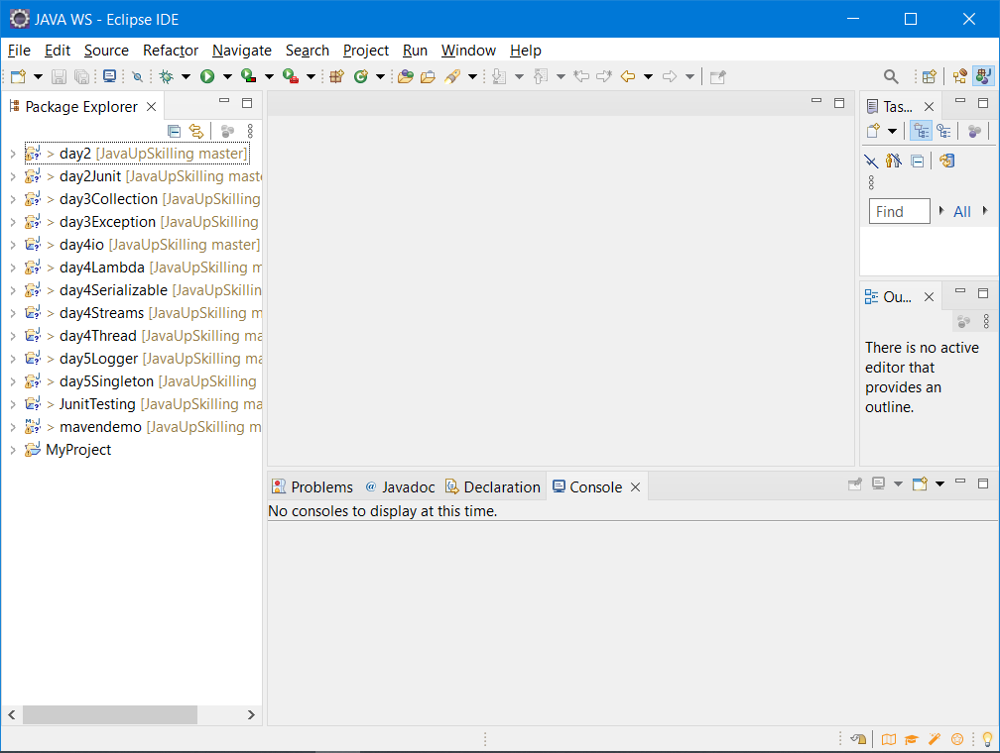 JAVA WS - Eclipse IDE
File Edit Source Refactor Navigate Search Project Run Window Help
Package Explorer
> day2 [JavaUpSkilling master]
> day2Junit [JavaUpSkilling mast
> day3Collection [JavaUpSkilling
> day3Exception [JavaUpSkilling
> day4io [JavaUpSkilling master]
> day4Lambda [JavaUpSkilling m
> day4Serializable [JavaUpSkillin
> day4Streams [JavaUpSkilling m
> day4Thread [JavaUpSkilling ma
> day5Logger [JavaUpSkilling ma
> day5Singleton [JavaUpSkilling
> JunitTesting [JavaUpSkilling ma
> mavendemo [JavaUpSkilling m
MyProject
Tas...
Find
All
Ou...
There is no active
editor that
provides an
outline.
Problems @ Javadoc Declaration Console
No consoles to display at this time.